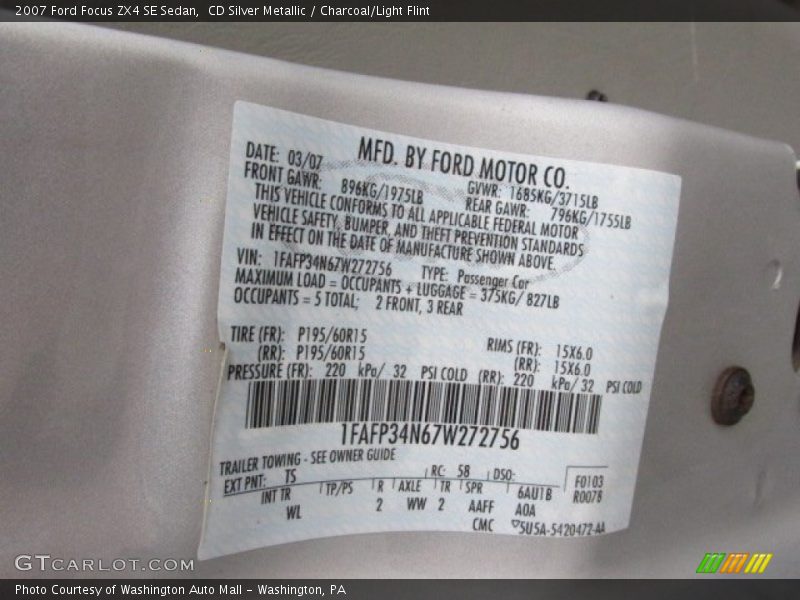 2007 Ford Focus ZX4 SE Sedan,  CD Silver Metallic / Charcoal/Light Flint
MFD. BY FORD MOTOR CO.
DATE: 03/07
GVWR: 1685KG/3715LB
FRONT GAWR: 896KG/1975LB
REAR GAWR: 796KG/1755LB
THIS VEHICLE CONFORMS TO ALL APPLICABLE FEDERAL MOTOR
VEHICLE SAFETY, BUMPER, AND THEFT PREVENTION STANDARDS
IN EFFECT ON THE DATE OF MANUFACTURE SHOWN ABOVE.
VIN: 1FAFP34N67W272756 TYPE: Passenger Car
MAXIMUM LOAD = OCCUPANTS + LUGGAGE = 375KG/ 827LB
OCCUPANTS = 5 TOTAL; 2 FRONT, 3 REAR
TIRE (FR): P195/60R15 RIMS (FR): 15X6.0
(RR): P195/60R15 (RR): 15X6.0
PRESSURE (FR): 220 kPa/ 32 PSI COLD (RR): 220 kPa/ 32 PSI COLD
1FAFP34N67W272756
TRAILER TOWING - SEE OWNER GUIDE
EXT PNT: TS RC: 58 DSO: F0103
INT TR TP/PS R AXLE TR SPR 6AU1B R0078
WL 2 WW 2 AAFF A0A
CMC 5U5A-5420472-AA
GTCARLOT.COM
Photo Courtesy of Washington Auto Mall - Washington, PA